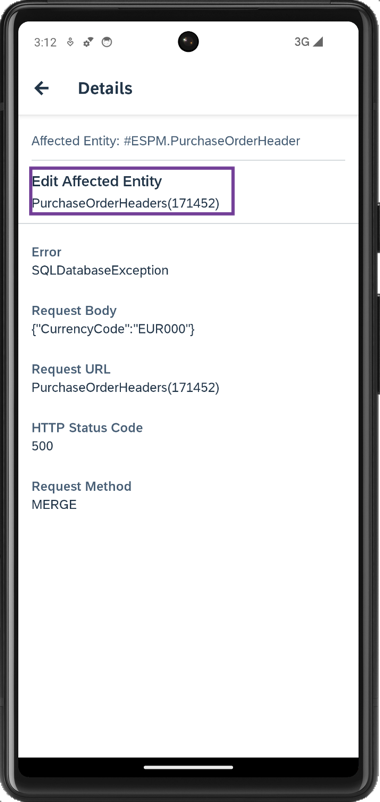 3:12
3G
Details
Affected Entity: #ESPM.PurchaseOrderHeader
Edit Affected Entity
PurchaseOrderHeaders(171452)
Error
SQLDatabaseException
Request Body
{"CurrencyCode":"EUR000"}
Request URL
PurchaseOrderHeaders(171452)
HTTP Status Code
500
Request Method
MERGE